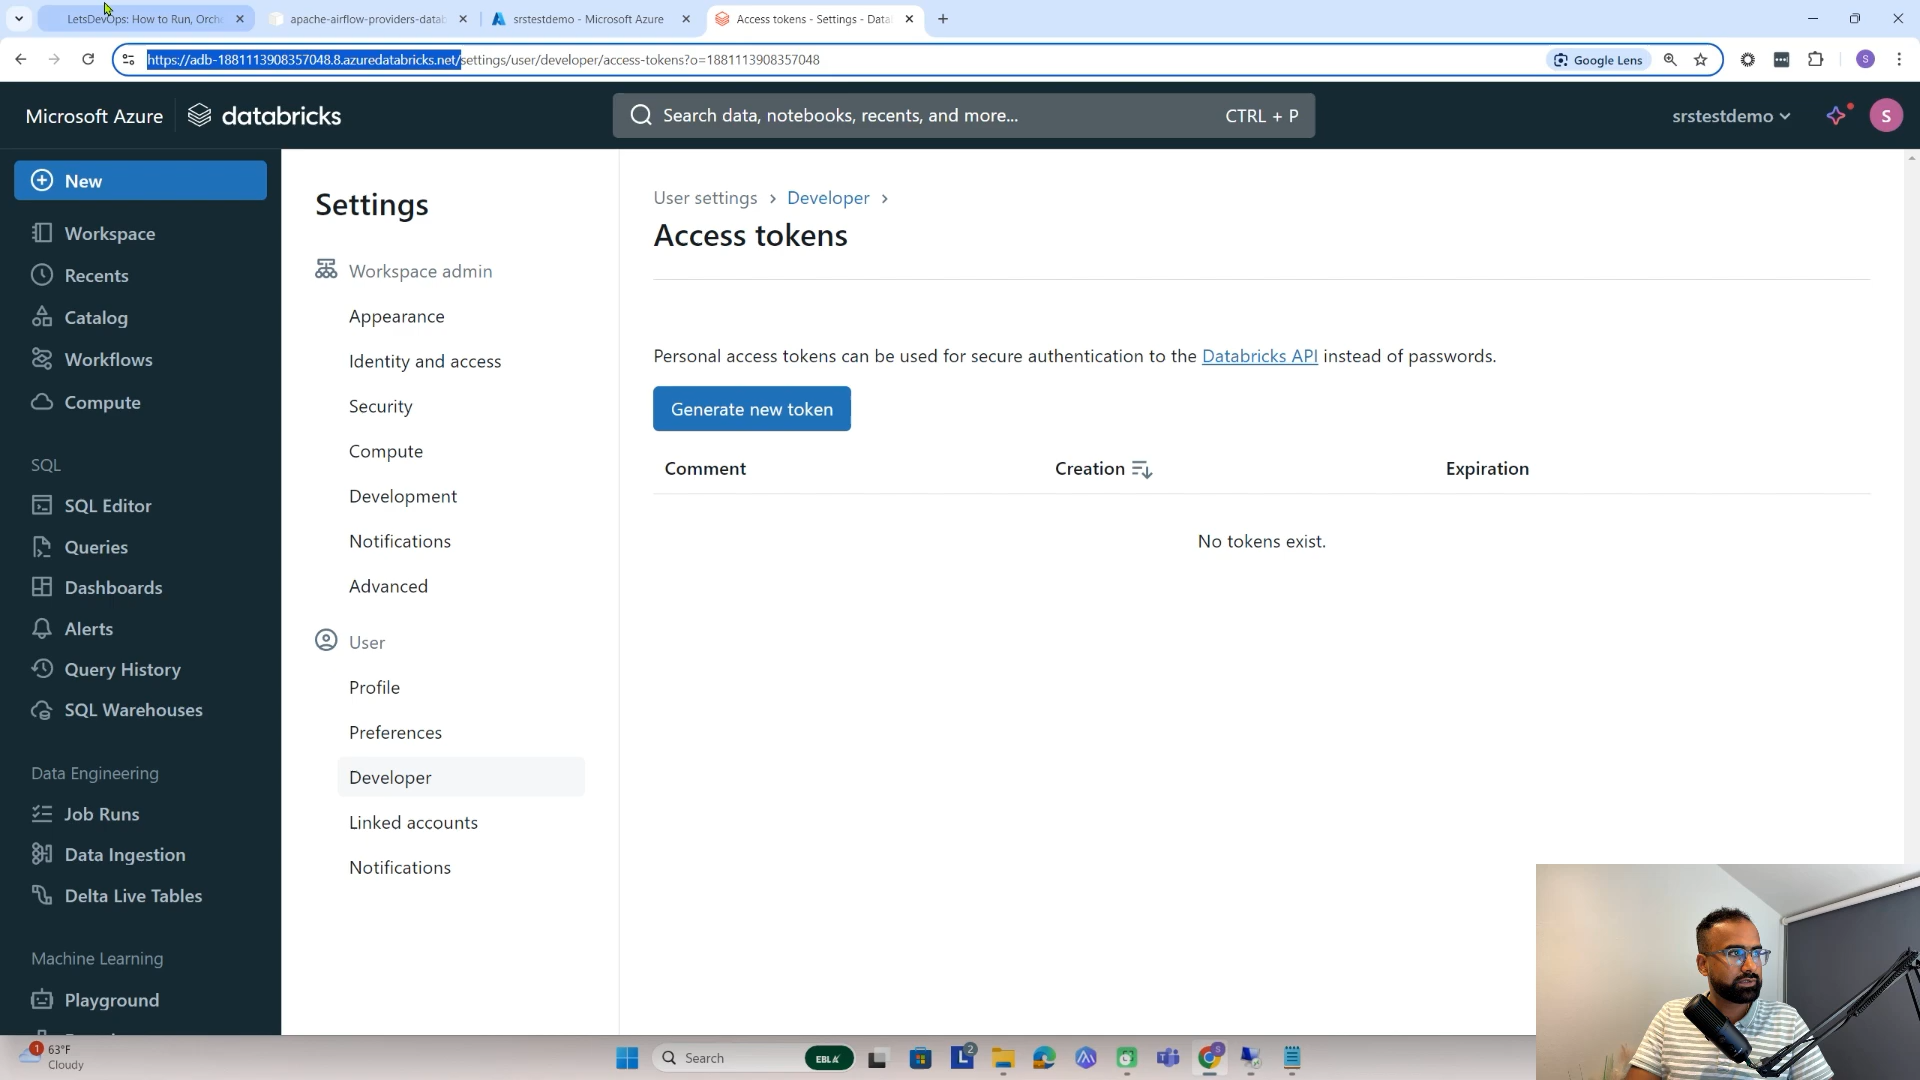 LetsDevOps: How to Run, Orch
apache-airflow-providers-datab
srstestdemo - Microsoft Azure
Access tokens - Settings - Data
https://adb-1881113908357048.8.azuredatabricks.net/settings/user/developer/access-tokens?o=1881113908357048
Google Lens
S
Microsoft Azure
databricks
Search data, notebooks, recents, and more...
CTRL + P
srstestdemo
S
New
Workspace
Recents
Catalog
Workflows
Compute
SQL
SQL Editor
Queries
Dashboards
Alerts
Query History
SQL Warehouses
Data Engineering
Job Runs
Data Ingestion
Delta Live Tables
Machine Learning
Playground
Settings
Workspace admin
Appearance
Identity and access
Security
Compute
Development
Notifications
Advanced
User
Profile
Preferences
Developer
Linked accounts
Notifications
User settings > Developer >
Access tokens
Personal access tokens can be used for secure authentication to the Databricks API instead of passwords.
Generate new token
Comment
Creation
Expiration
No tokens exist.
1
63°F
Cloudy
Search
2
S